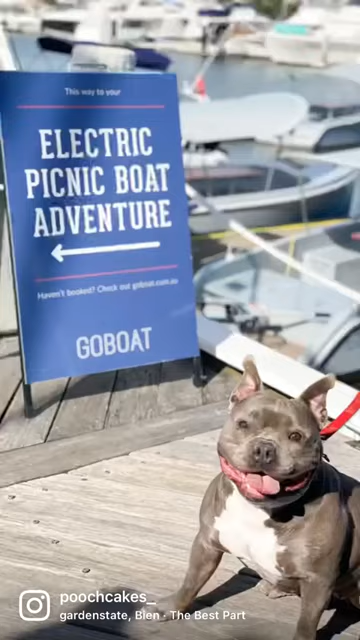 This way to your
ELECTRIC
PICNIC BOAT
ADVENTURE
Haven't booked? Check out goboat.com.au
GOBOAT
poochcakes_
gardenstate, Blen · The Best Part